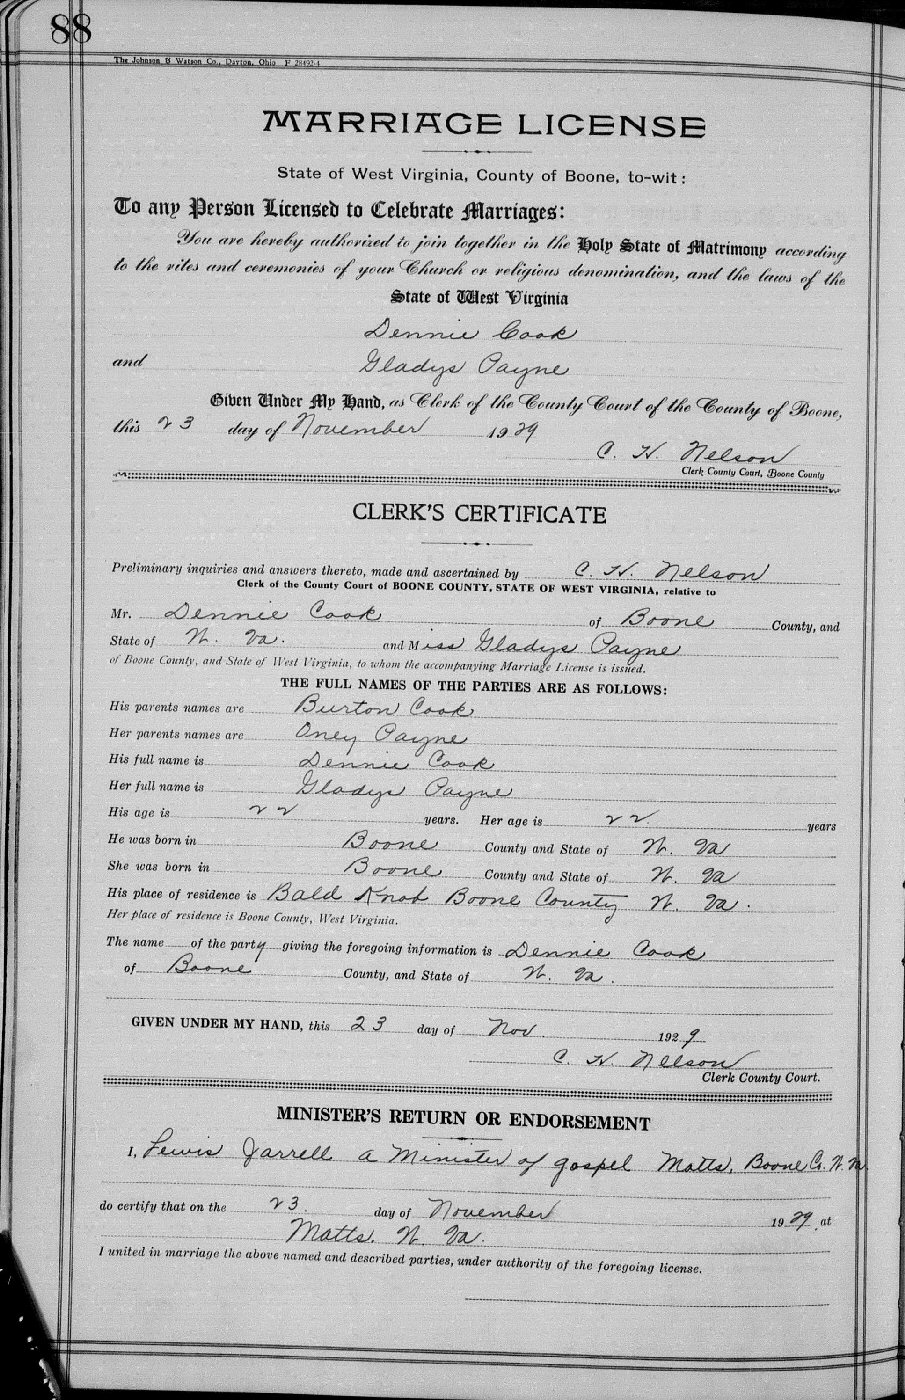 88
The Johnson & Watson Co., Dayton, Ohio F 28492-4
MARRIAGE LICENSE
State of West Virginia, County of Boone, to-wit:
To any Person Licensed to Celebrate Marriages:
You are hereby authorized to join together in the Holy State of Matrimony according
to the rites and ceremonies of your Church or religious denomination, and the laws of the
State of West Virginia
Dennie Cook
and Gladys Payne
Given Under My Hand, as Clerk of the County Court of the County of Boone,
this 23 day of November 1929
C. H. Nelson
Clerk County Court, Boone County
CLERK'S CERTIFICATE
Preliminary inquiries and answers thereto, made and ascertained by C. H. Nelson
Clerk of the County Court of BOONE COUNTY, STATE OF WEST VIRGINIA, relative to
Mr. Dennie Cook of Boone County, and
State of W. Va. and Miss Gladys Payne
of Boone County, and State of West Virginia, to whom the accompanying Marriage License is issued.
THE FULL NAMES OF THE PARTIES ARE AS FOLLOWS:
His parents names are Burton Cook
Her parents names are Oney Payne
His full name is Dennie Cook
Her full name is Gladys Payne
His age is 22 years. Her age is 22 years
He was born in Boone County and State of W. Va
She was born in Boone County and State of W. Va
His place of residence is Bald Knob Boone County W. Va.
Her place of residence is Boone County, West Virginia.
The name of the party giving the foregoing information is Dennie Cook
of Boone County, and State of W. Va.
GIVEN UNDER MY HAND, this 23 day of Nov 1929
C. H. Nelson
Clerk County Court.
MINISTER'S RETURN OR ENDORSEMENT
I, Lewis Jarrell a Minister of gospel Matts, Boone Co. W. Va.
do certify that on the 23. day of November 1929, at
Matts. W. Va.
I united in marriage the above named and described parties, under authority of the foregoing license.